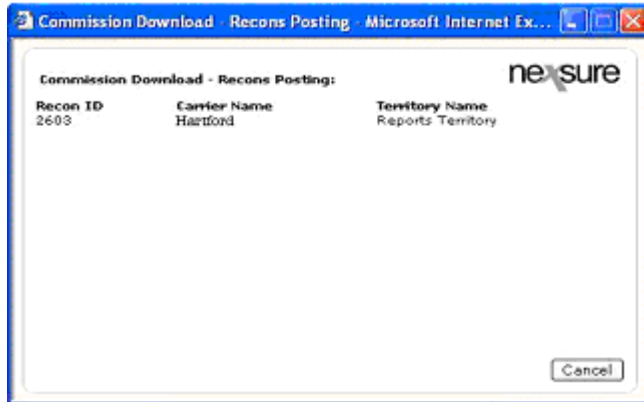 Commission Download - Recons Posting - Microsoft Internet Ex...
nexsure
Commission Download - Recons Posting:
Recon ID Carrier Name Territory Name
2603 Hartford Reports Territory
Cancel